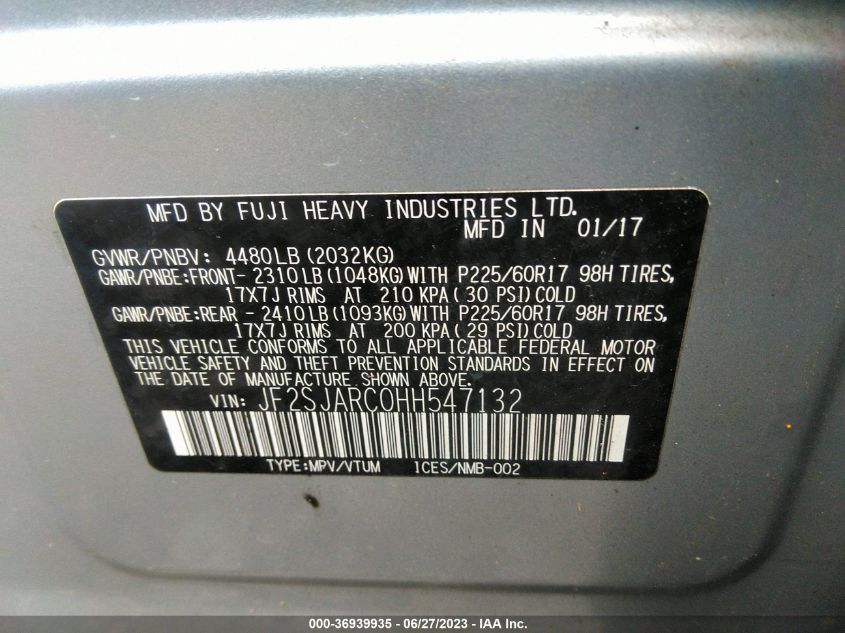 MFD BY FUJI HEAVY INDUSTRIES LTD.
MFD IN 01/17
GVWR/PNBV: 4480LB (2032KG)
GAWR/PNBE:FRONT- 2310LB (1048KG) WITH P225/60R17 98H TIRES,
17X7J RIMS AT 210 KPA( 30 PSI) COLD
GAWR/PNBE:REAR - 2410LB (1093KG) WITH P225/60R17 98H TIRES,
17X7J RIMS AT 200 KPA( 29 PSI) COLD
THIS VEHICLE CONFORMS TO ALL APPLICABLE FEDERAL MOTOR
VEHICLE SAFETY AND THEFT PREVENTION STANDARDS IN EFFECT ON
THE DATE OF MANUFACTURE SHOWN ABOVE.
VIN: JF2SJARC0HH547132
TYPE:MPV/VTUM ICES/NMB-002
000-36939935 - 06/27/2023 - IAA Inc.